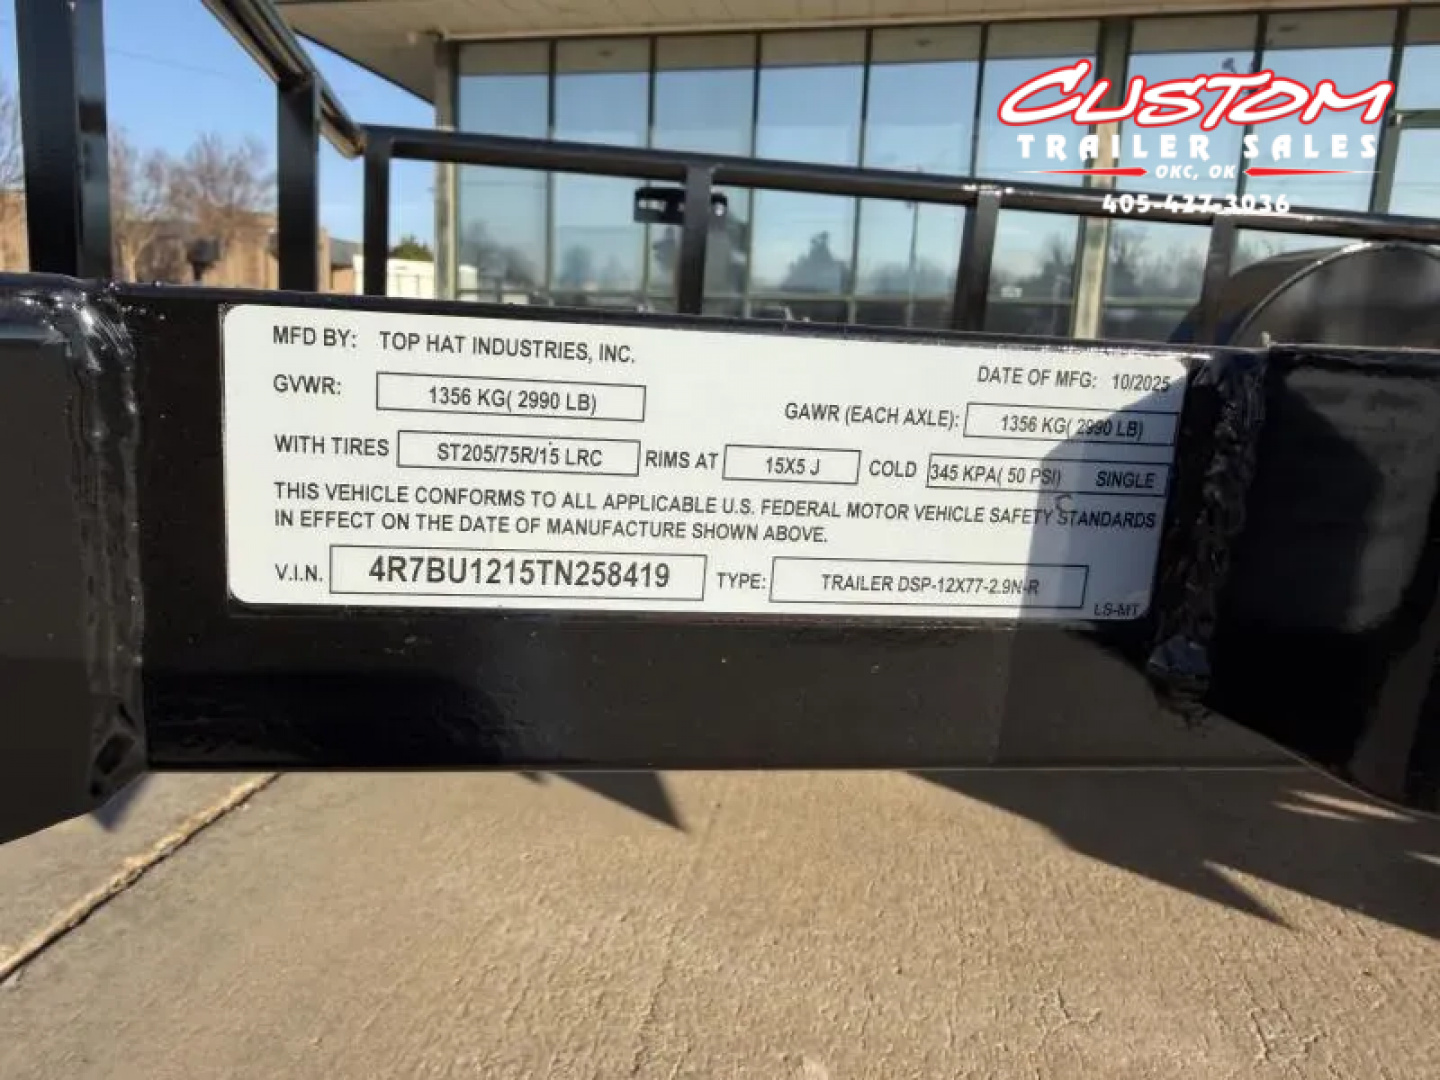 CUSTOM
TRAILER SALES
OKC, OK
405-427-3036
MFD BY: TOP HAT INDUSTRIES, INC.
DATE OF MFG: 10/2025
GVWR: 1356 KG( 2990 LB)
GAWR (EACH AXLE): 1356 KG( 2990 LB)
WITH TIRES ST205/75R/15 LRC RIMS AT 15X5 J COLD 345 KPA( 50 PSI) SINGLE
THIS VEHICLE CONFORMS TO ALL APPLICABLE U.S. FEDERAL MOTOR VEHICLE SAFETY STANDARDS
IN EFFECT ON THE DATE OF MANUFACTURE SHOWN ABOVE.
V.I.N. 4R7BU1215TN258419 TYPE: TRAILER DSP-12X77-2.9N-R
LS-MT